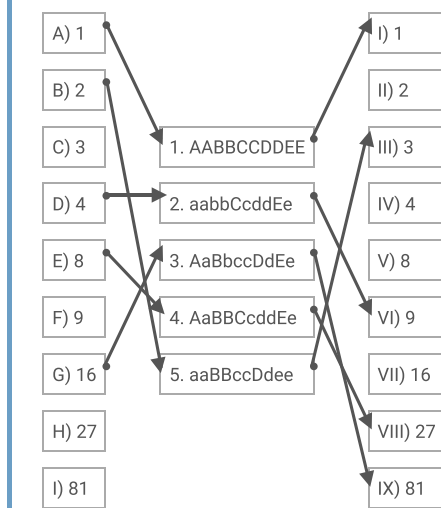 A) 1
B) 2
C) 3
D) 4
E) 8
F) 9
G) 16
H) 27
I) 81
1. AABBCCDDEE
2. aabbCcddEe
3. AaBbccDdEe
4. AaBBCcddEe
5. aaBBccDdee
I) 1
II) 2
III) 3
IV) 4
V) 8
VI) 9
VII) 16
VIII) 27
IX) 81